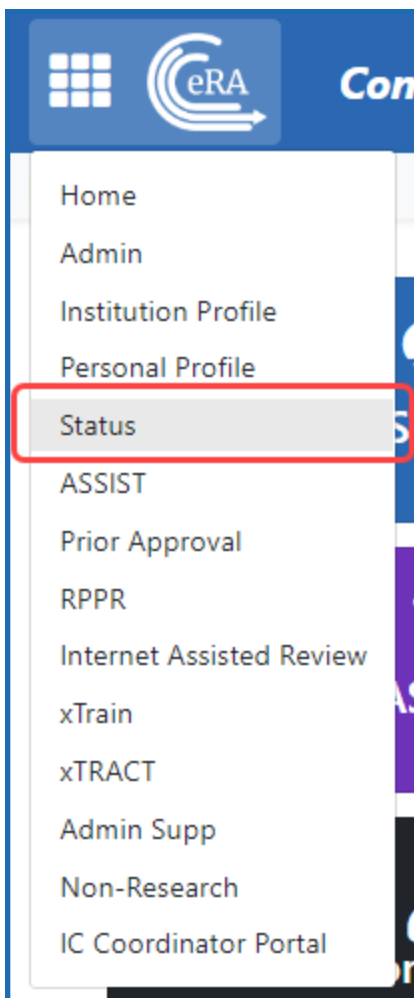 eRA
Home
Admin
Institution Profile
Personal Profile
Status
ASSIST
Prior Approval
RPPR
Internet Assisted Review
xTrain
xTRACT
Admin Supp
Non-Research
IC Coordinator Portal